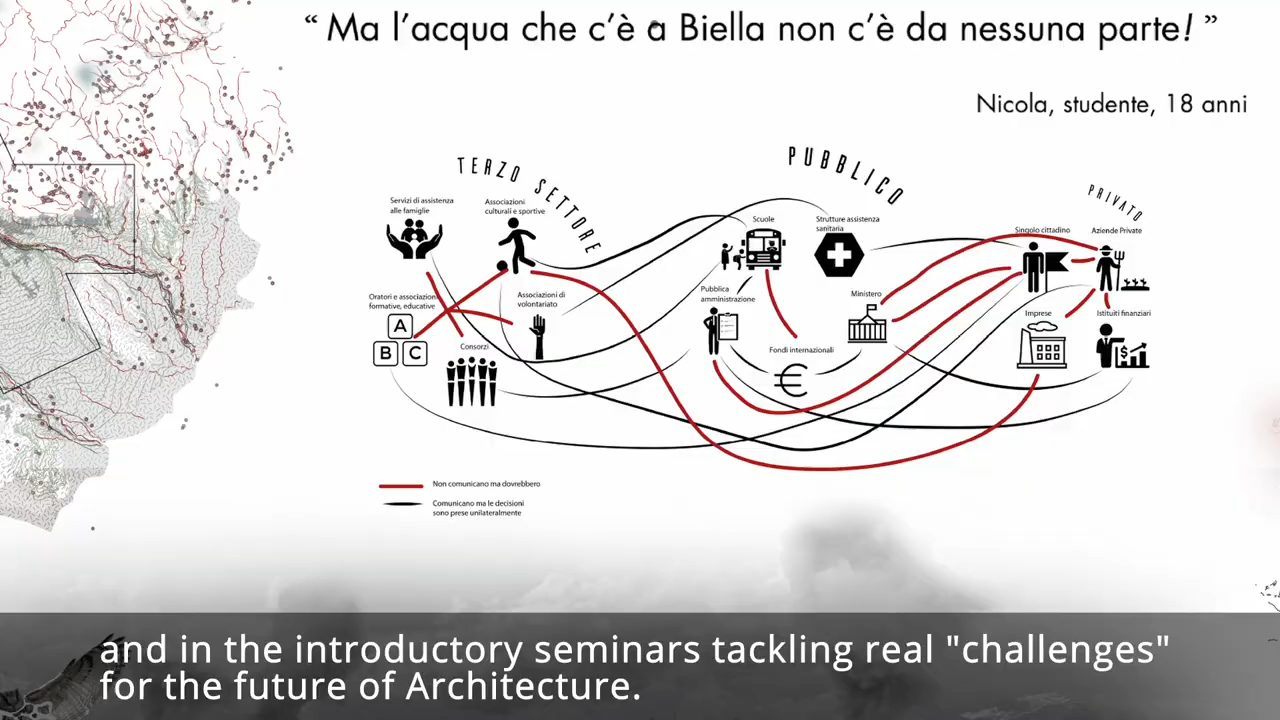 “ Ma l’acqua che c’è a Biella non c’è da nessuna parte! ”
Nicola, studente, 18 anni
TERZO SETTORE
PUBBLICO
PRIVATO
Servizi di assistenza
alle famiglie
Associazioni
culturali e sportive
Oratori e associazioni
formative, educative
A
B C
Associazioni di
volontariato
Consorzi
Scuole
Strutture assistenza
sanitaria
Pubblica
amministrazione
Ministero
Fondi internazionali
Singolo cittadino
Aziende Private
Imprese
Istituiti finanziari
Non comunicano ma dovrebbero
Comunicano ma le decisioni
sono prese unilateralmente
and in the introductory seminars tackling real "challenges"
for the future of Architecture.